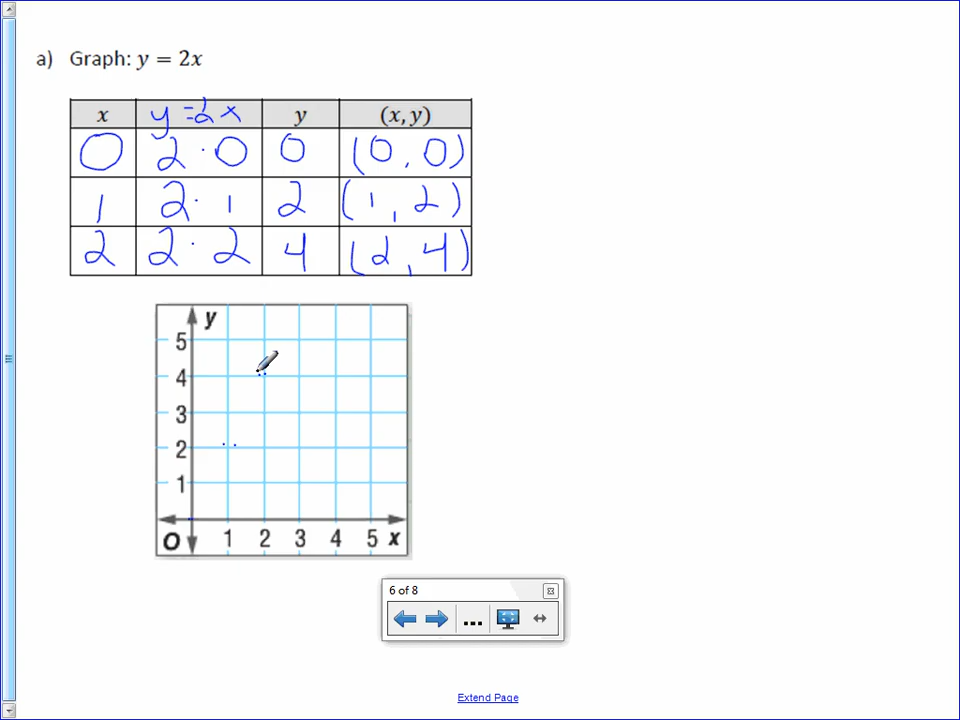 a) Graph: y = 2x
x y = 2x y (x, y)
0 2 · 0 0 (0, 0)
1 2 · 1 2 (1, 2)
2 2 · 2 4 (2, 4)
y
5
4
3
2
1
O 1 2 3 4 5 x
6 of 8
...
Extend Page